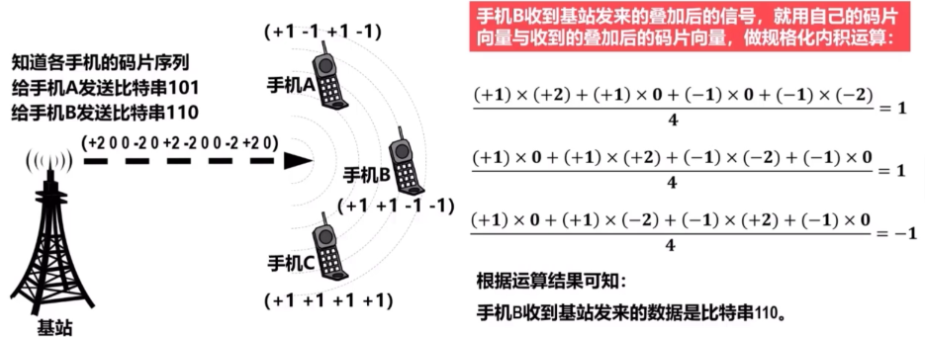 知道各手机的码片序列
给手机A发送比特串101
给手机B发送比特串110
(+2 0 0 -2 0 +2 -2 0 0 -2 +2 0)
基站
(+1 -1 +1 -1)
手机A
手机B
(+1 +1 -1 -1)
手机C
(+1 +1 +1 +1)
手机B收到基站发来的叠加后的信号，就用自己的码片
向量与收到的叠加后的码片向量，做规格化内积运算：
(+1)×(+2)+(+1)×0+(−1)×0+(−1)×(−2)
4
=1
(+1)×0+(+1)×(+2)+(−1)×(−2)+(−1)×0
4
=1
(+1)×0+(+1)×(−2)+(−1)×(+2)+(−1)×0
4
=−1
根据运算结果可知：
手机B收到基站发来的数据是比特串110。